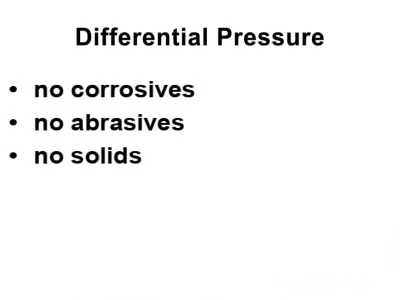 Differential Pressure
• no corrosives
• no abrasives
• no solids